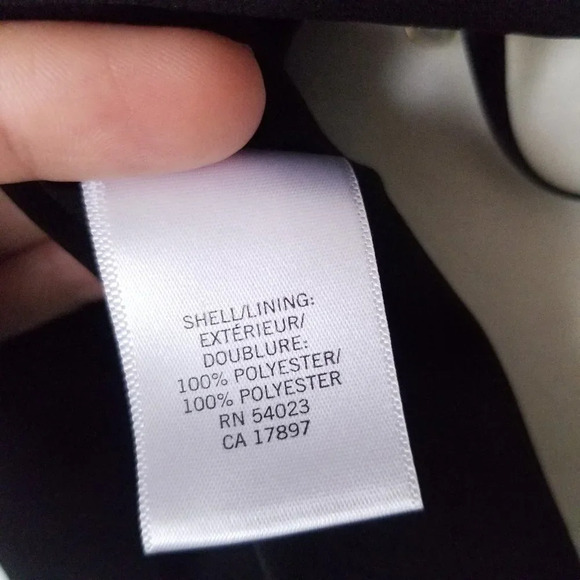 SHELL/LINING:
EXTÉRIEUR/
DOUBLURE:
100% POLYESTER/
100% POLYESTER
RN 54023
CA 17897